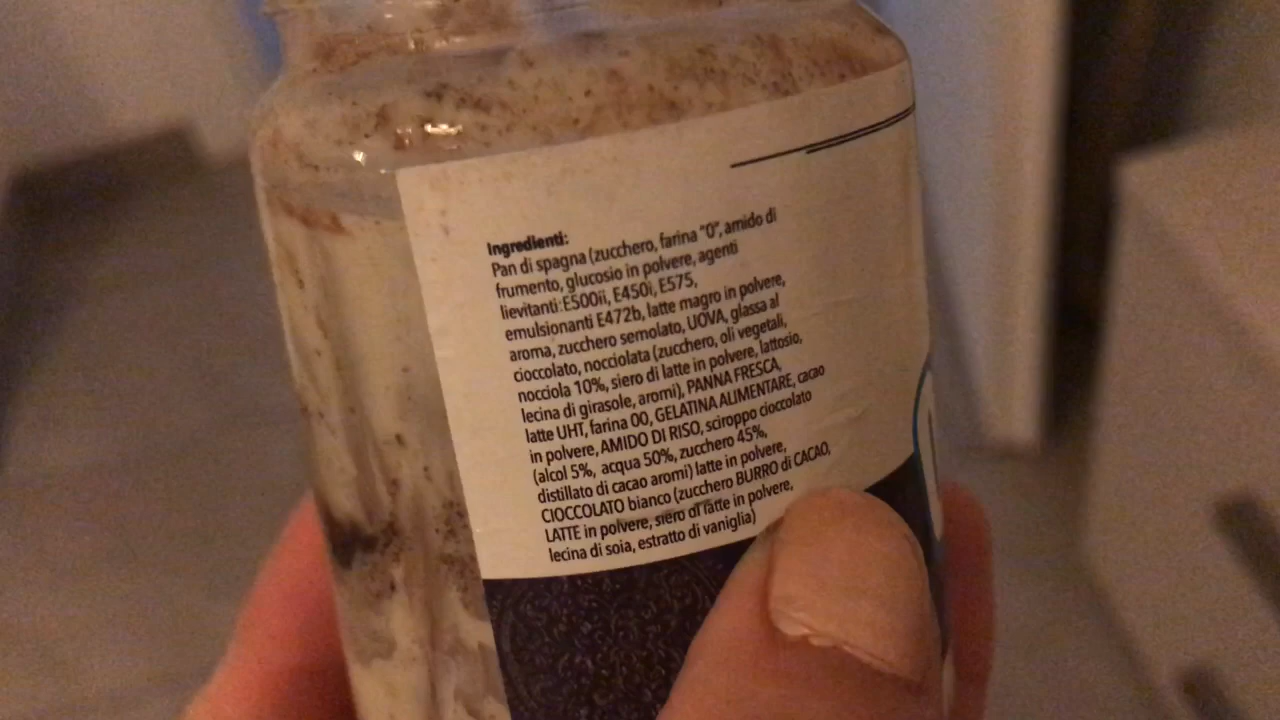 Ingredienti:
Pan di spagna (zucchero, farina "0", amido di
frumento, glucosio in polvere, agenti
lievitanti:E500ii, E450i, E575,
emulsionanti E472b, latte magro in polvere,
aroma, zucchero semolato, UOVA, glassa al
cioccolato, nocciolata (zucchero, oli vegetali,
nocciola 10%, siero di latte in polvere, lattosio,
lecina di girasole, aromi), PANNA FRESCA,
latte UHT, farina 00, GELATINA ALIMENTARE, cacao
in polvere, AMIDO DI RISO, sciroppo cioccolato
(alcol 5%, acqua 50%, zucchero 45%,
distillato di cacao aromi) latte in polvere,
CIOCCOLATO bianco (zucchero BURRO di CACAO,
LATTE in polvere, siero di latte in polvere,
lecina di soia, estratto di vaniglia)